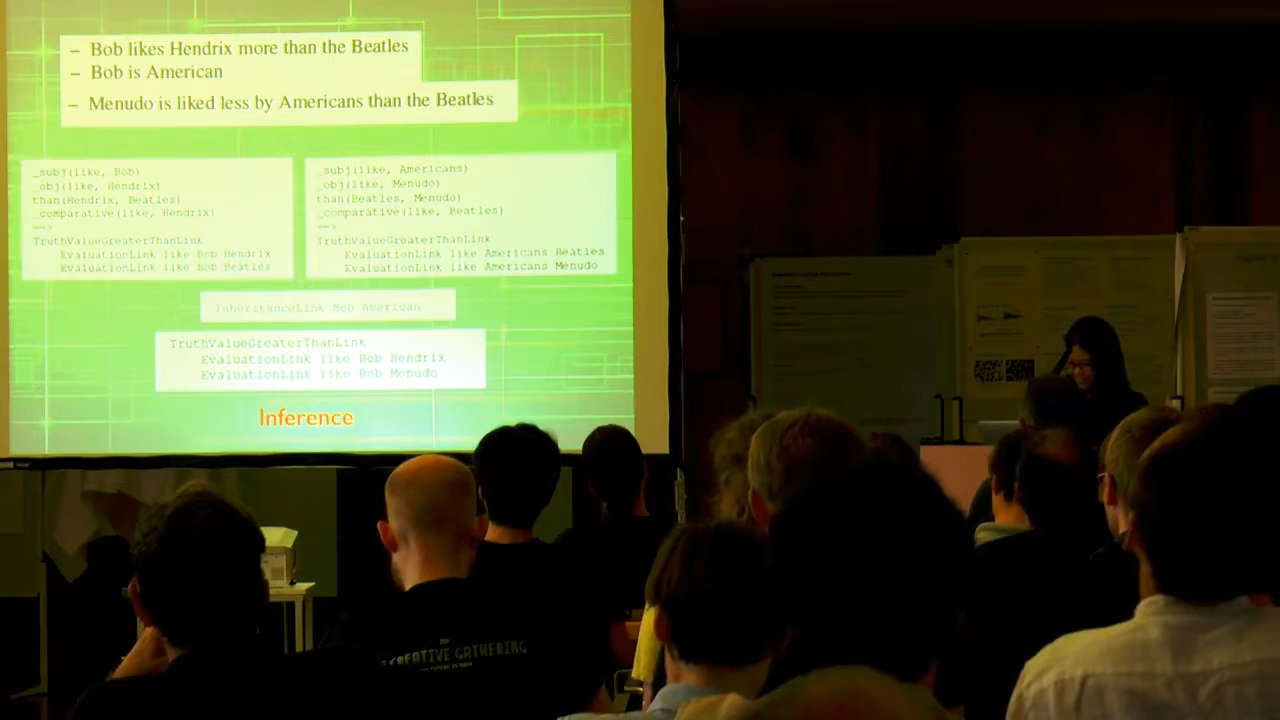 – Bob likes Hendrix more than the Beatles
– Bob is American
– Menudo is liked less by Americans than the Beatles
_subj(like, Bob)
_obj(like, Hendrix)
than(Hendrix, Beatles)
_comparative(like, Hendrix)
==>
TruthValueGreaterThanLink
EvaluationLink like Bob Hendrix
EvaluationLink like Bob Beatles
_subj(like, Americans)
_obj(like, Menudo)
than(Beatles, Menudo)
_comparative(like, Beatles)
==>
TruthValueGreaterThanLink
EvaluationLink like Americans Beatles
EvaluationLink like Americans Menudo
InheritanceLink Bob American
TruthValueGreaterThanLink
EvaluationLink like Bob Hendrix
EvaluationLink like Bob Menudo
Inference
CREATIVE GATHERING